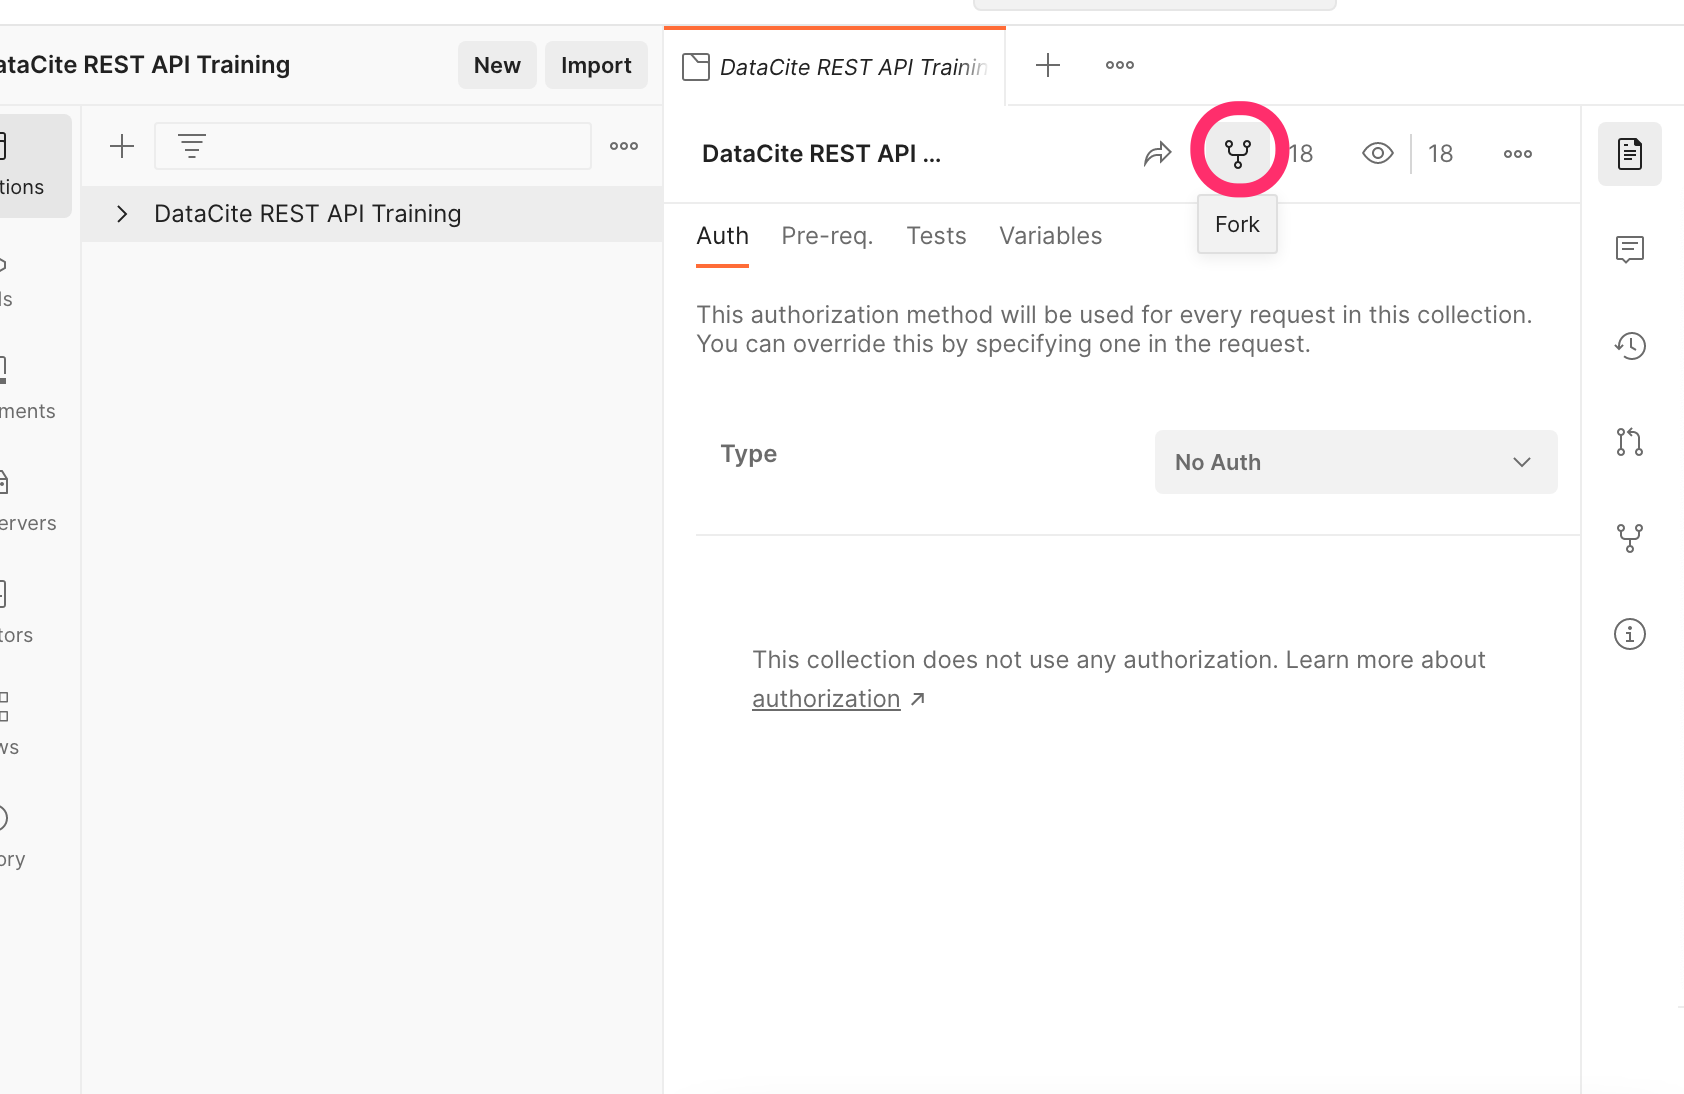 ataCite REST API Training
New
Import
DataCite REST API Trainin
tions
DataCite REST API Training
ls
ments
ervers
tors
ws
ory
DataCite REST API ...
18
18
Fork
Auth
Pre-req.
Tests
Variables
This authorization method will be used for every request in this collection.
You can override this by specifying one in the request.
Type
No Auth
This collection does not use any authorization. Learn more about
authorization ↗